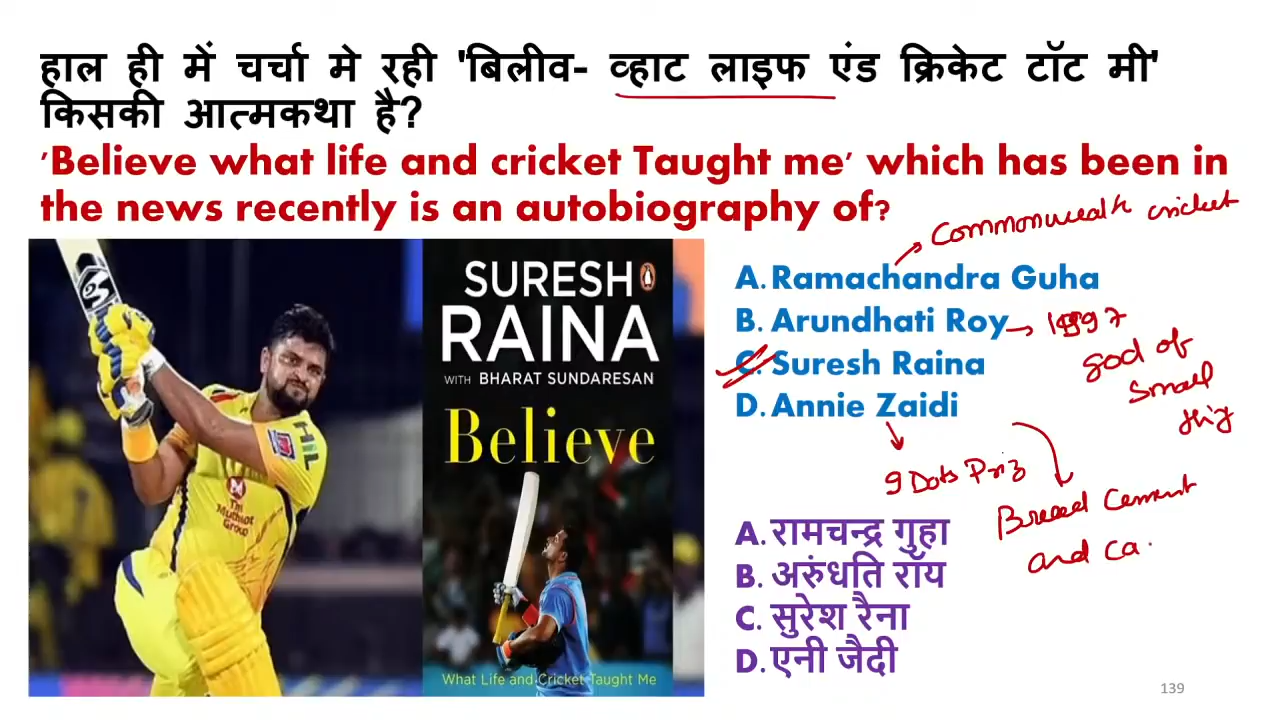 हाल ही में चर्चा मे रही 'बिलीव- व्हाट लाइफ एंड क्रिकेट टॉट मी'
किसकी आत्मकथा है?
'Believe what life and cricket Taught me' which has been in
the news recently is an autobiography of?
Commonwealth cricket
A. Ramachandra Guha
B. Arundhati Roy
1997
C. Suresh Raina
God of
Small
D. Annie Zaidi
9 Dots Priz
Bread Cement
and Ca
A. रामचन्द्र गुहा
B. अरुंधति रॉय
C. सुरेश रैना
D. एनी जैदी
SURESH
RAINA
WITH BHARAT SUNDARESAN
Believe
What Life and Cricket Taught Me
139